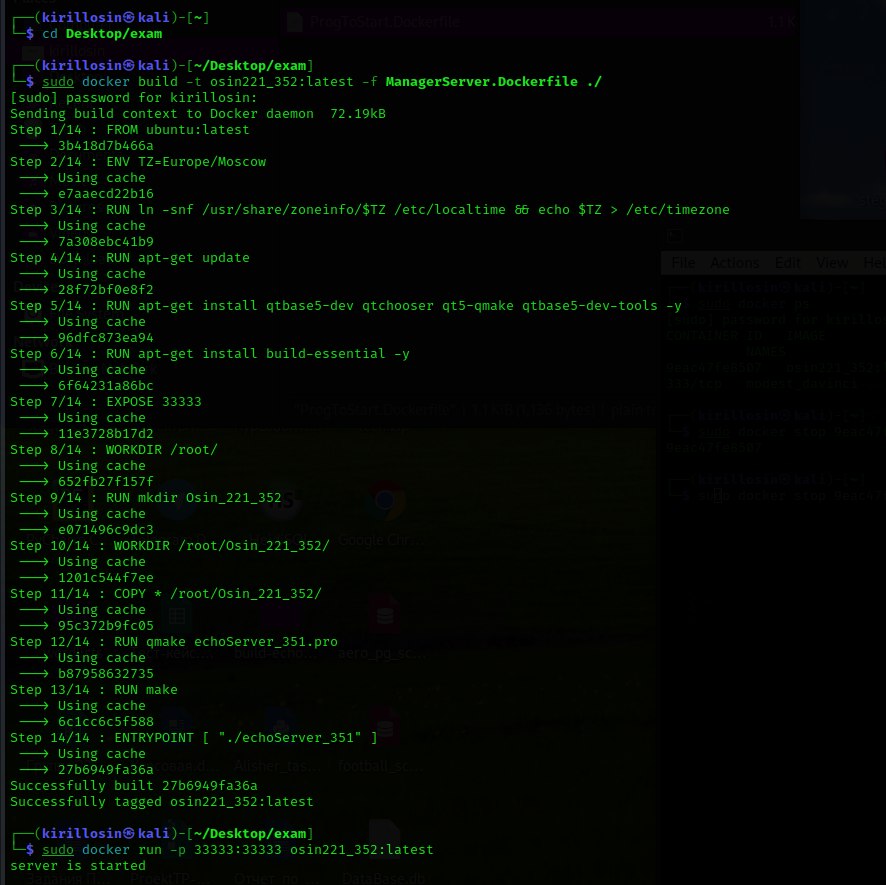 ┌──(kirillosin㉿kali)-[~]
└─$ cd Desktop/exam
┌──(kirillosin㉿kali)-[~/Desktop/exam]
└─$ sudo docker build -t osin221_352:latest -f ManagerServer.Dockerfile ./
[sudo] password for kirillosin:
Sending build context to Docker daemon  72.19kB
Step 1/14 : FROM ubuntu:latest
 ---> 3b418d7b466a
Step 2/14 : ENV TZ=Europe/Moscow
 ---> Using cache
 ---> e7aaecd22b16
Step 3/14 : RUN ln -snf /usr/share/zoneinfo/$TZ /etc/localtime && echo $TZ > /etc/timezone
 ---> Using cache
 ---> 7a308ebc41b9
Step 4/14 : RUN apt-get update
 ---> Using cache
 ---> 28f72bf0e8f2
Step 5/14 : RUN apt-get install qtbase5-dev qtchooser qt5-qmake qtbase5-dev-tools -y
 ---> Using cache
 ---> 96dfc873ea94
Step 6/14 : RUN apt-get install build-essential -y
 ---> Using cache
 ---> 6f64231a86bc
Step 7/14 : EXPOSE 33333
 ---> Using cache
 ---> 11e3728b17d2
Step 8/14 : WORKDIR /root/
 ---> Using cache
 ---> 652fb27f157f
Step 9/14 : RUN mkdir Osin_221_352
 ---> Using cache
 ---> e071496c9dc3
Step 10/14 : WORKDIR /root/Osin_221_352/
 ---> Using cache
 ---> 1201c544f7ee
Step 11/14 : COPY * /root/Osin_221_352/
 ---> Using cache
 ---> 95c372b9fc05
Step 12/14 : RUN qmake echoServer_351.pro
 ---> Using cache
 ---> b87958632735
Step 13/14 : RUN make
 ---> Using cache
 ---> 6c1cc6c5f588
Step 14/14 : ENTRYPOINT [ "./echoServer_351" ]
 ---> Using cache
 ---> 27b6949fa36a
Successfully built 27b6949fa36a
Successfully tagged osin221_352:latest
┌──(kirillosin㉿kali)-[~/Desktop/exam]
└─$ sudo docker run -p 33333:33333 osin221_352:latest
server is started
ProgToStart.Dockerfile
File Actions Edit View
Google Chro...
aero_pg_sc...
football_sc...